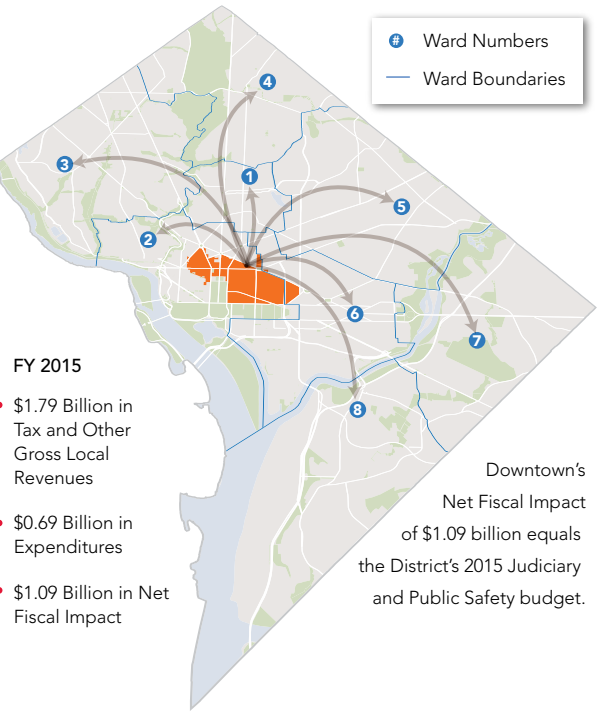 # Ward Numbers
Ward Boundaries
4
3
1
5
2
6
7
8
FY 2015
• $1.79 Billion in
Tax and Other
Gross Local
Revenues
• $0.69 Billion in
Expenditures
• $1.09 Billion in Net
Fiscal Impact
Downtown's
Net Fiscal Impact
of $1.09 billion equals
the District's 2015 Judiciary
and Public Safety budget.